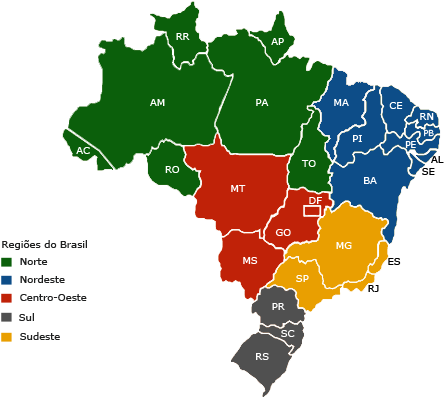 RR
AP
AM
PA
MA
CE
RN
PB
PI
PE
AL
SE
AC
RO
TO
BA
MT
DF
GO
MG
MS
ES
SP
RJ
PR
SC
RS
Regiões do Brasil
Norte
Nordeste
Centro-Oeste
Sul
Sudeste